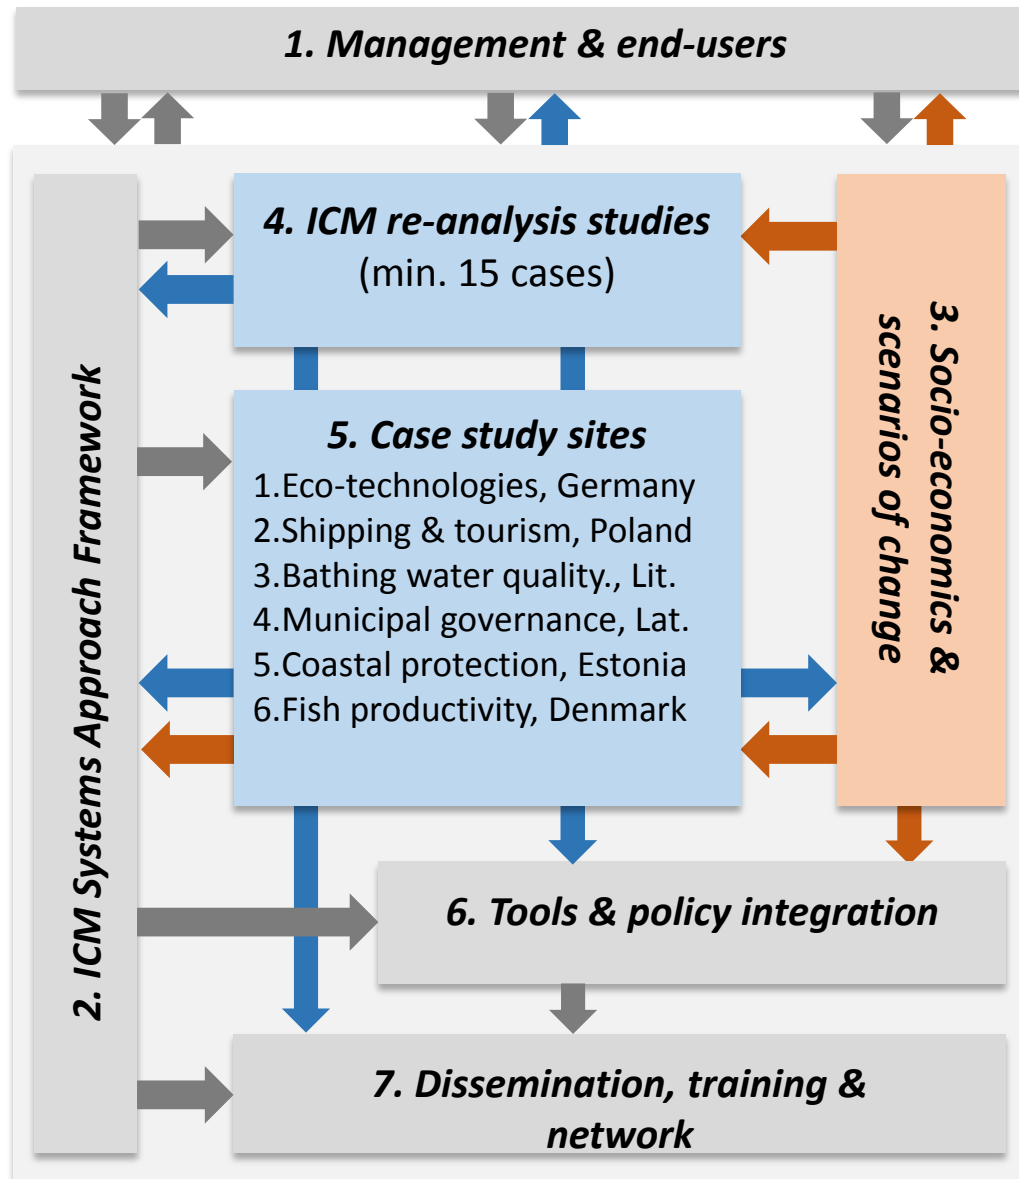 1. Management & end-users
4. ICM re-analysis studies
(min. 15 cases)
2. ICM Systems Approach Framework
3. Socio-economics &
scenarios of change
5. Case study sites
1.Eco-technologies, Germany
2.Shipping & tourism, Poland
3.Bathing water quality., Lit.
4.Municipal governance, Lat.
5.Coastal protection, Estonia
6.Fish productivity, Denmark
6. Tools & policy integration
7. Dissemination, training &
network